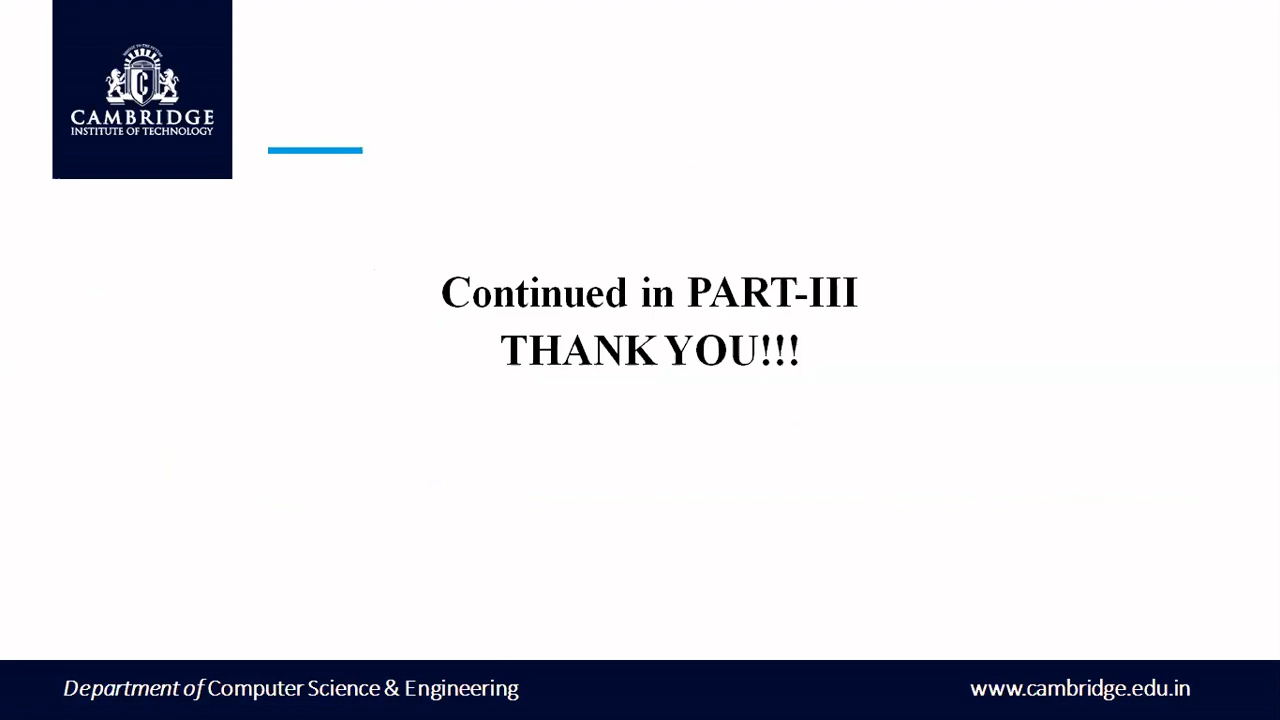 CAMBRIDGE
INSTITUTE OF TECHNOLOGY
Continued in PART-III
THANK YOU!!!
Department of Computer Science & Engineering
www.cambridge.edu.in